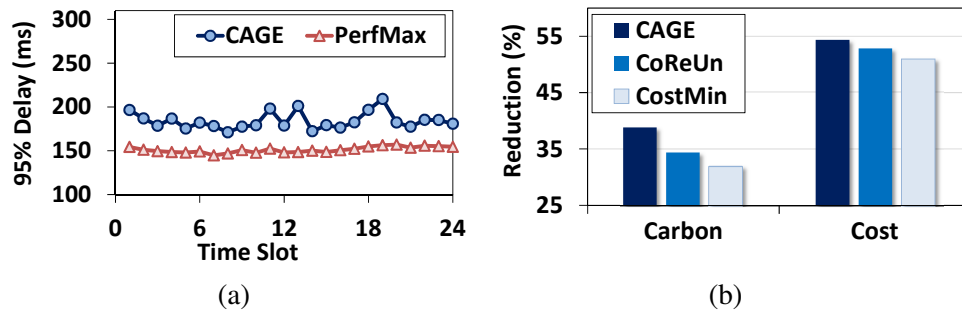 300
250
200
150
100
95% Delay (ms)
CAGE
PerfMax
0
6
12
18
24
Time Slot
(a)
55
45
35
25
Reduction (%)
CAGE
CoReUn
CostMin
Carbon
Cost
(b)